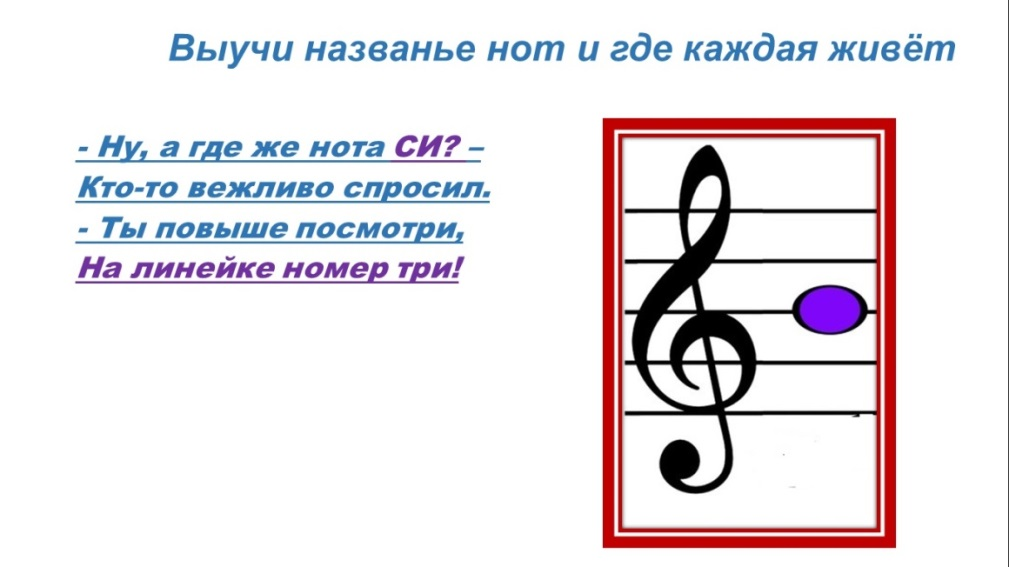 Выучи названье нот и где каждая живёт
- Ну, а где же нота СИ? –
Кто-то вежливо спросил.
- Ты повыше посмотри,
На линейке номер три!